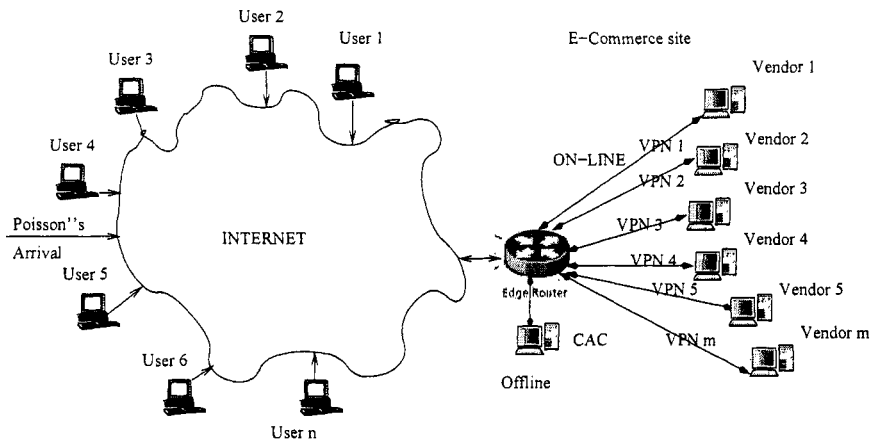 User 2
User 1
E-Commerce site
User 3
Vendor 1
VPN 1
ON-LINE
Vendor 2
VPN 2
User 4
Vendor 3
VPN 3
Poisson''s
Arrival
INTERNET
Vendor 4
VPN 4
User 5
Edge Router
VPN 5
Vendor 5
CAC
VPN m
Vendor m
User 6
Offline
User n